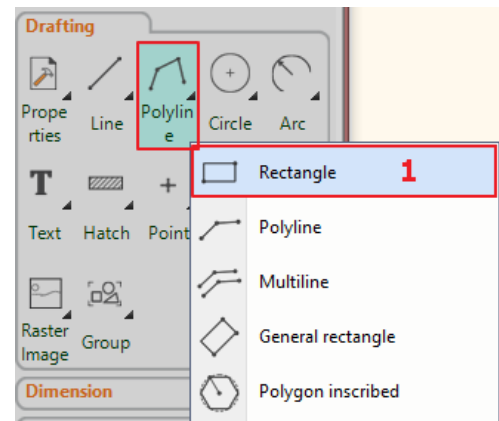 Drafting
Prope
rties
Line
Polylin
e
Circle
Arc
Rectangle
1
Text
Hatch
Point
Polyline
Multiline
Raster
Image
Group
General rectangle
Dimension
Polygon inscribed